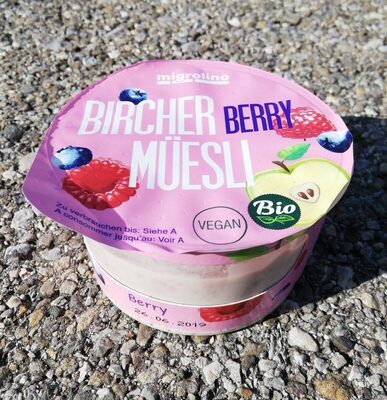 migrolino
BIRCHER BERRY
MÜESLI
VEGAN
Bio
Zu verbrauchen bis: Siehe A
A consommer jusqu'au: Voir A
Berry
26.06.2019